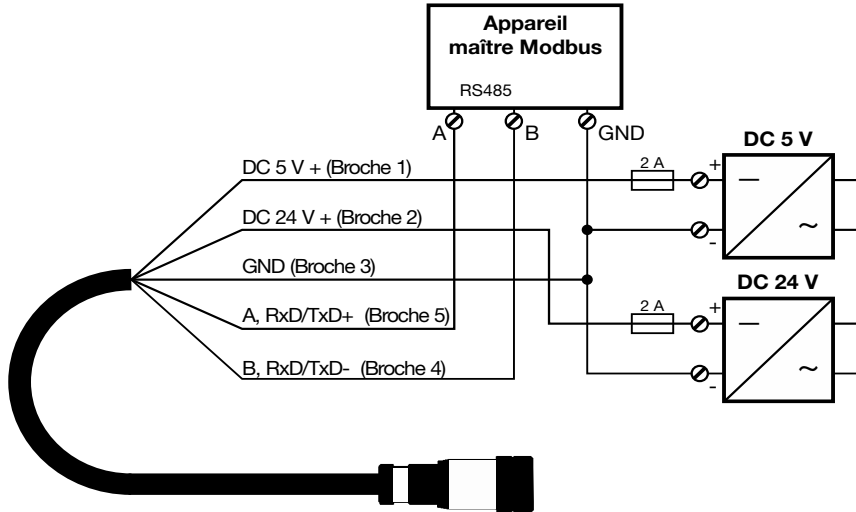 Appareil
maître Modbus
RS485
A
B
GND
DC 5 V
DC 5 V + (Broche 1)
2 A
+
-
~
DC 24 V + (Broche 2)
GND (Broche 3)
DC 24 V
A, RxD/TxD+ (Broche 5)
2 A
+
-
~
B, RxD/TxD- (Broche 4)